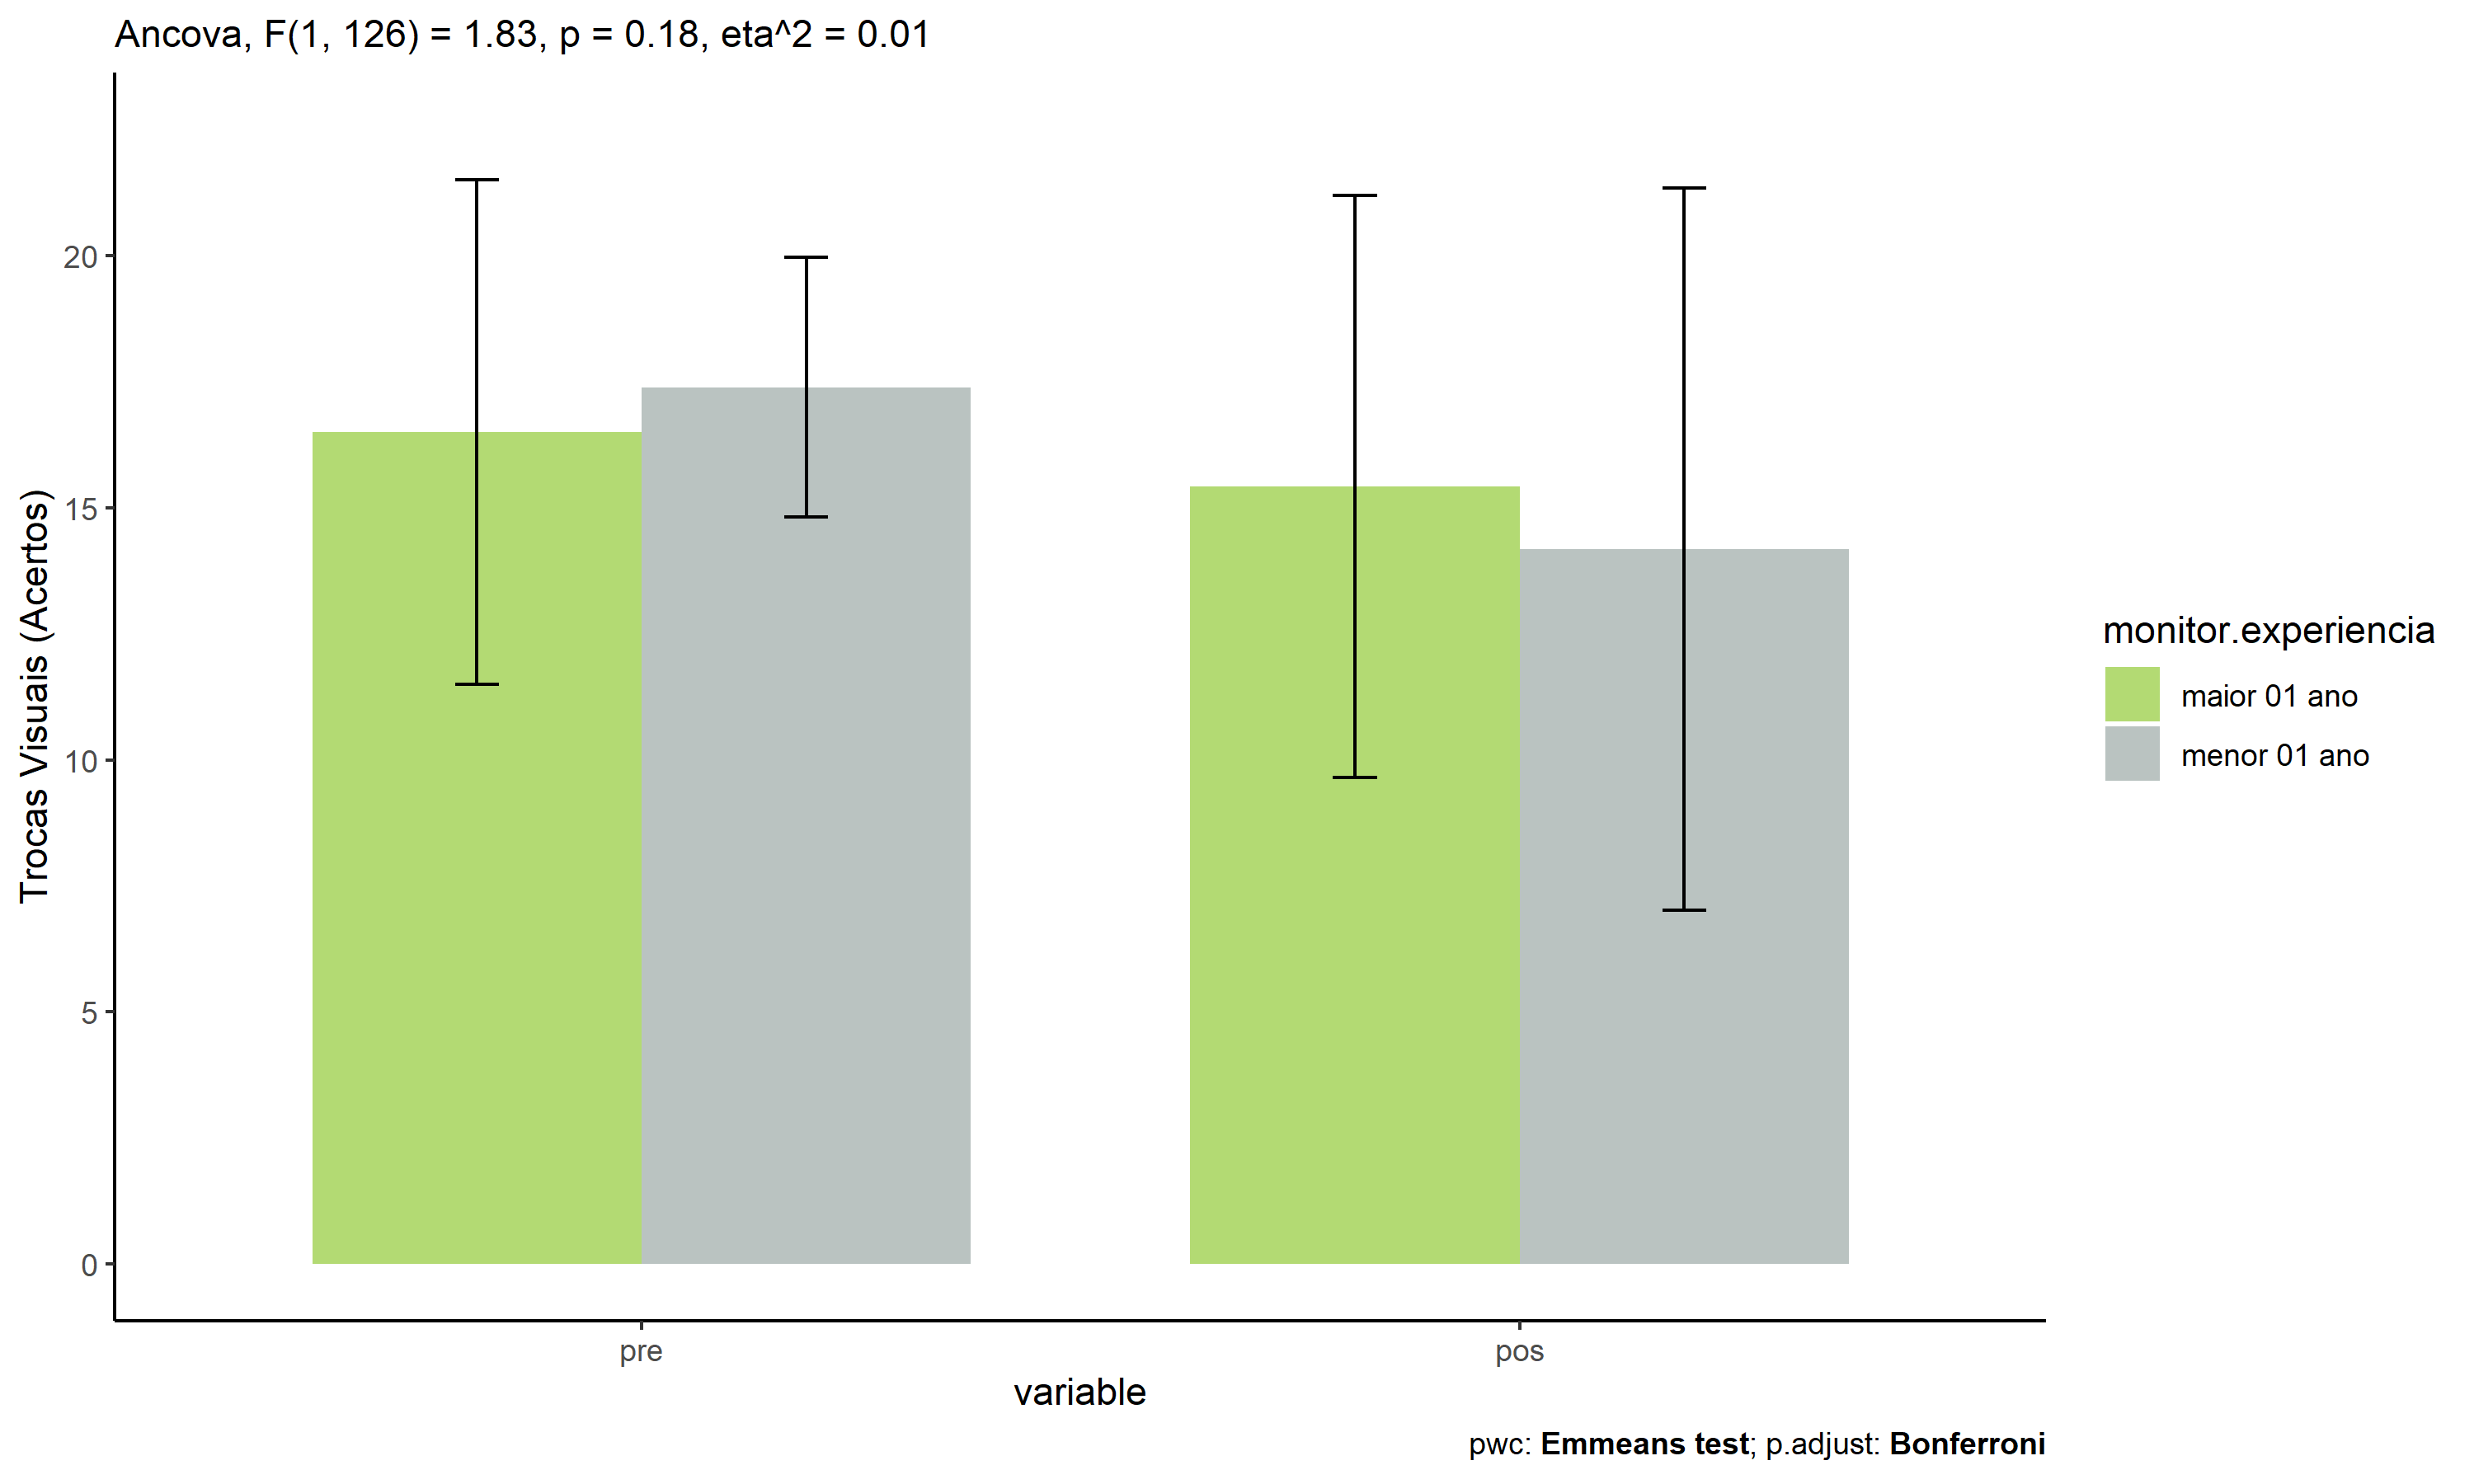 Ancova, F(1, 126) = 1.83, p = 0.18, eta^2 = 0.01
Trocas Visuais (Acertos)
20
15
10
5
0
pre
pos
variable
monitor.experiencia
maior 01 ano
menor 01 ano
pwc: Emmeans test; p.adjust: Bonferroni